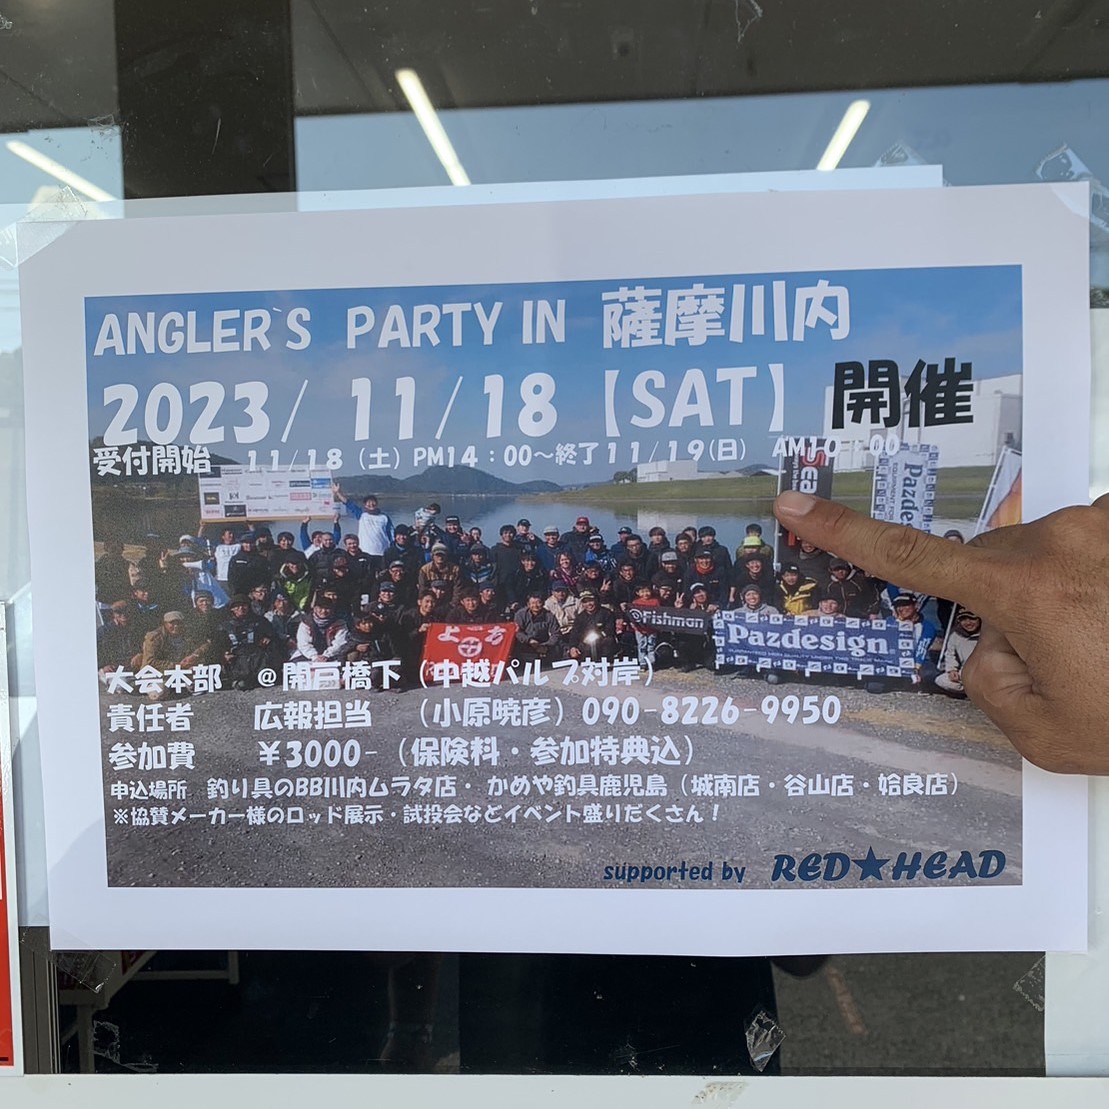 ANGLER`S PARTY IN 薩摩川内
2023/ 11/18【SAT】開催
受付開始 11/18（土）PM14：00～終了11/19(日) AM10:00
Pazde
Fishman
Pazdesign
大会本部 ＠開戸橋下（中越パルプ対岸）
責任者 広報担当 （小原暁彦）090-8226-9950
参加費 ￥3000-（保険料・参加特典込）
申込場所 釣り具のBB川内ムラタ店・かめや釣具鹿児島（城南店・谷山店・姶良店）
※協賛メーカー様のロッド展示・試投会などイベント盛りだくさん！
supported by RED★HEAD